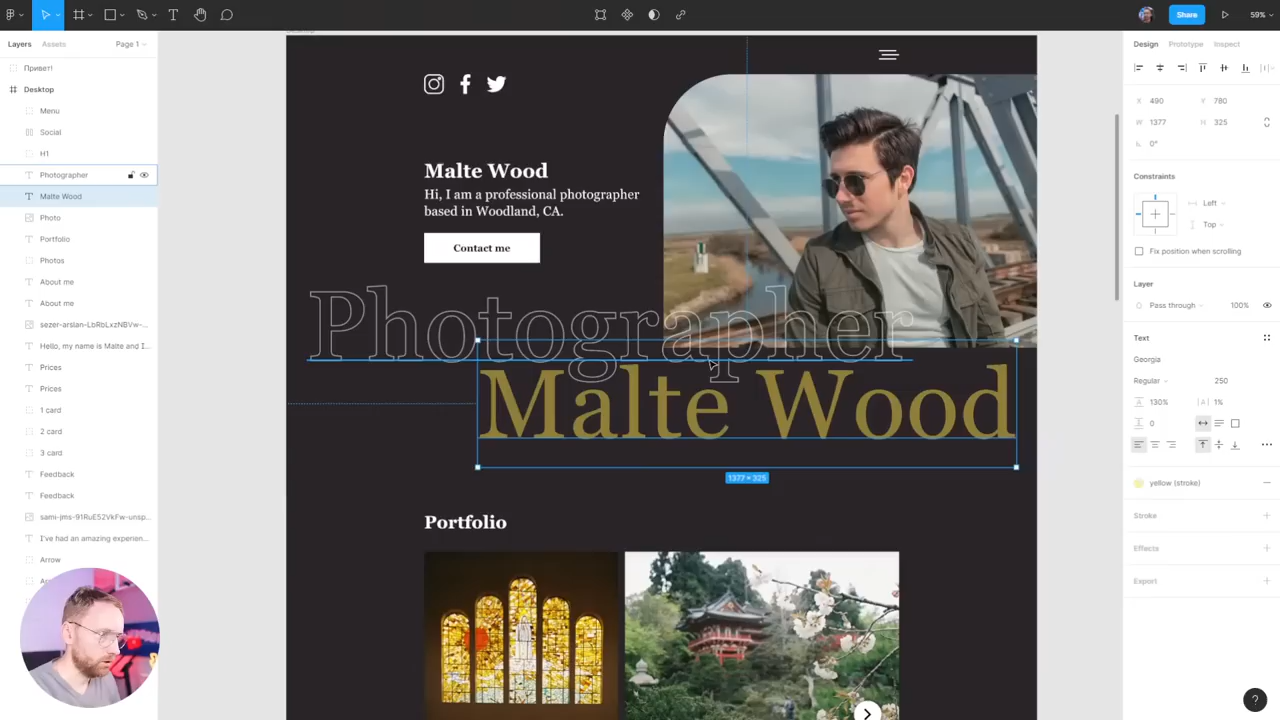 Share
59%
Layers
Assets
Page 1
Design
Prototype
Inspect
Привет!
Desktop
Desktop
Menu
Social
H1
Photographer
Malte Wood
Photo
Portfolio
Photos
About me
About me
sezer-arslan-LbRbLxzNBVw-...
Hello, my name is Malte and I...
Prices
Prices
1 card
2 card
3 card
Feedback
Feedback
sami-jms-91RuE52VkFw-unsp...
I've had an amazing experien...
Arrow
Malte Wood
Hi, I am a professional photographer
based in Woodland, CA.
Contact me
Photographer
Malte Wood
1377 × 325
Portfolio
X 490
Y 780
W 1377
H 325
0°
Constraints
Left
Top
Fix position when scrolling
Layer
Pass through
100%
Text
Georgia
Regular
250
130%
|A| 1%
0
yellow (stroke)
Stroke
Effects
Export
?